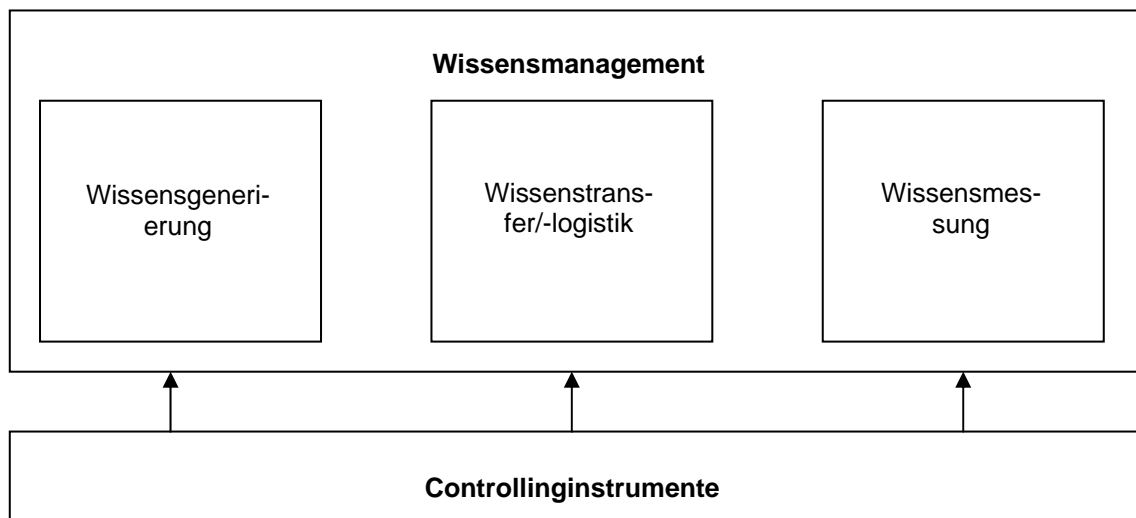 Wissensmanagement
Wissensgeneri-
erung
Wissenstrans-
fer/-logistik
Wissensmes-
sung
Controllinginstrumente